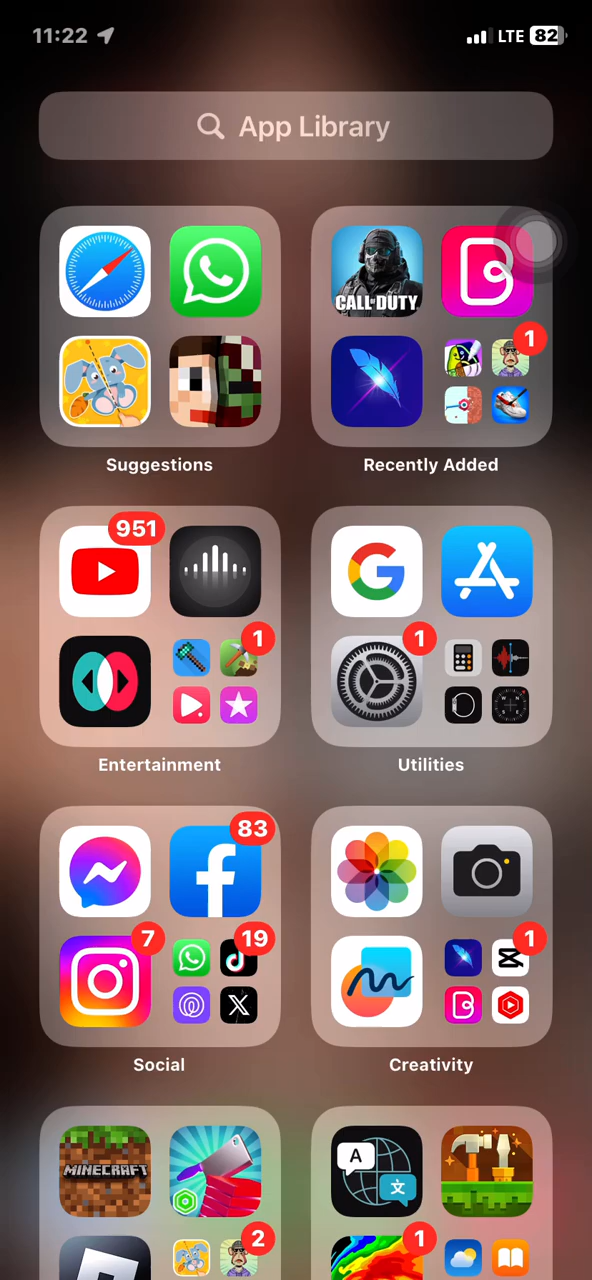 11:22
LTE 82
App Library
CALL OF DUTY
1
Suggestions
Recently Added
951
G
1
1
Entertainment
Utilities
83
7
19
1
Social
Creativity
MINECRAFT
A
文
2
1